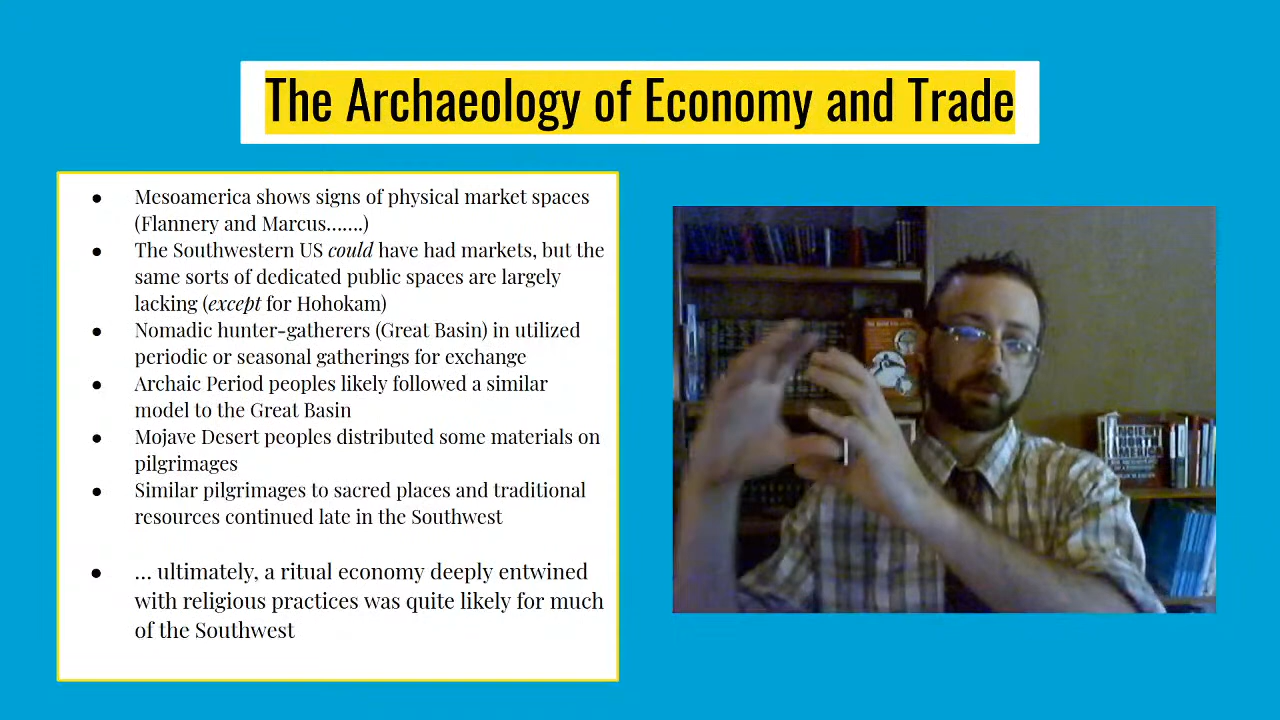 The Archaeology of Economy and Trade
● Mesoamerica shows signs of physical market spaces
(Flannery and Marcus.......)
● The Southwestern US could have had markets, but the
same sorts of dedicated public spaces are largely
lacking (except for Hohokam)
● Nomadic hunter-gatherers (Great Basin) in utilized
periodic or seasonal gatherings for exchange
● Archaic Period peoples likely followed a similar
model to the Great Basin
● Mojave Desert peoples distributed some materials on
pilgrimages
● Similar pilgrimages to sacred places and traditional
resources continued late in the Southwest
● ... ultimately, a ritual economy deeply entwined
with religious practices was quite likely for much
of the Southwest
ANCIENT
NORTH
AMERICA